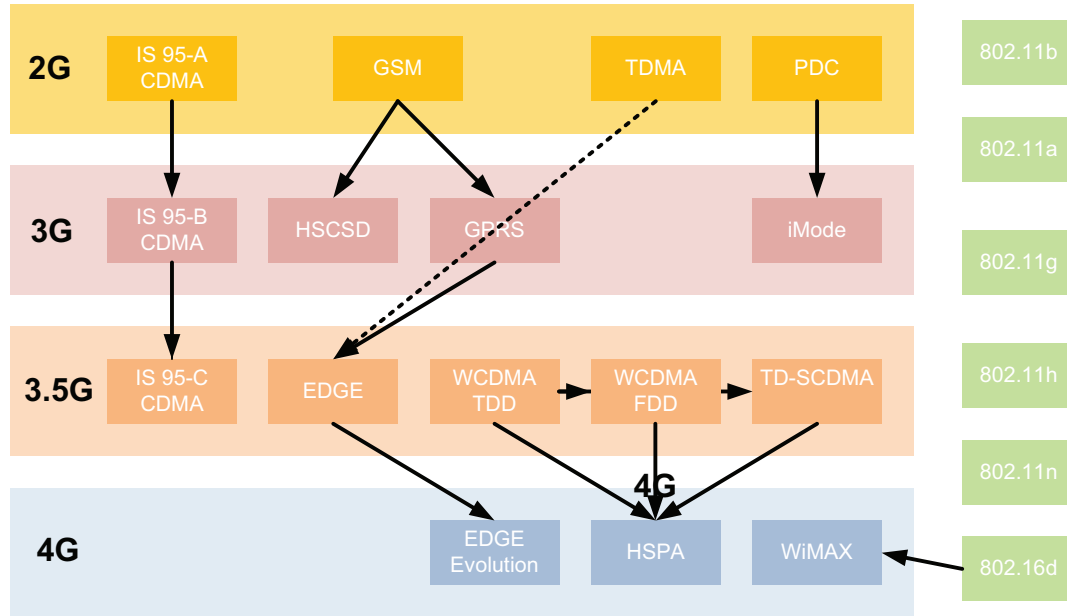 2G
IS 95-A
CDMA
GSM
TDMA
PDC
802.11b
802.11a
3G
IS 95-B
CDMA
HSCSD
GPRS
iMode
802.11g
3.5G
IS 95-C
CDMA
EDGE
WCDMA
TDD
WCDMA
FDD
TD-SCDMA
802.11h
802.11n
4G
4G
EDGE
Evolution
HSPA
WiMAX
802.16d